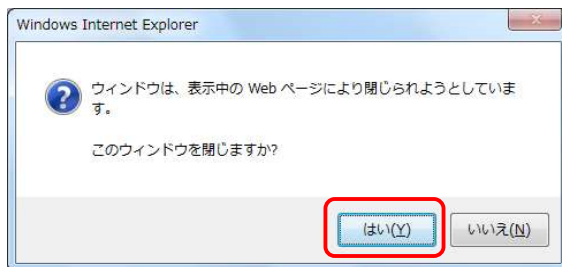 Windows Internet Explorer
ウィンドウは、表示中の Web ページにより閉じられようとしていま
す。
このウィンドウを閉じますか?
はい(Y) いいえ(N)